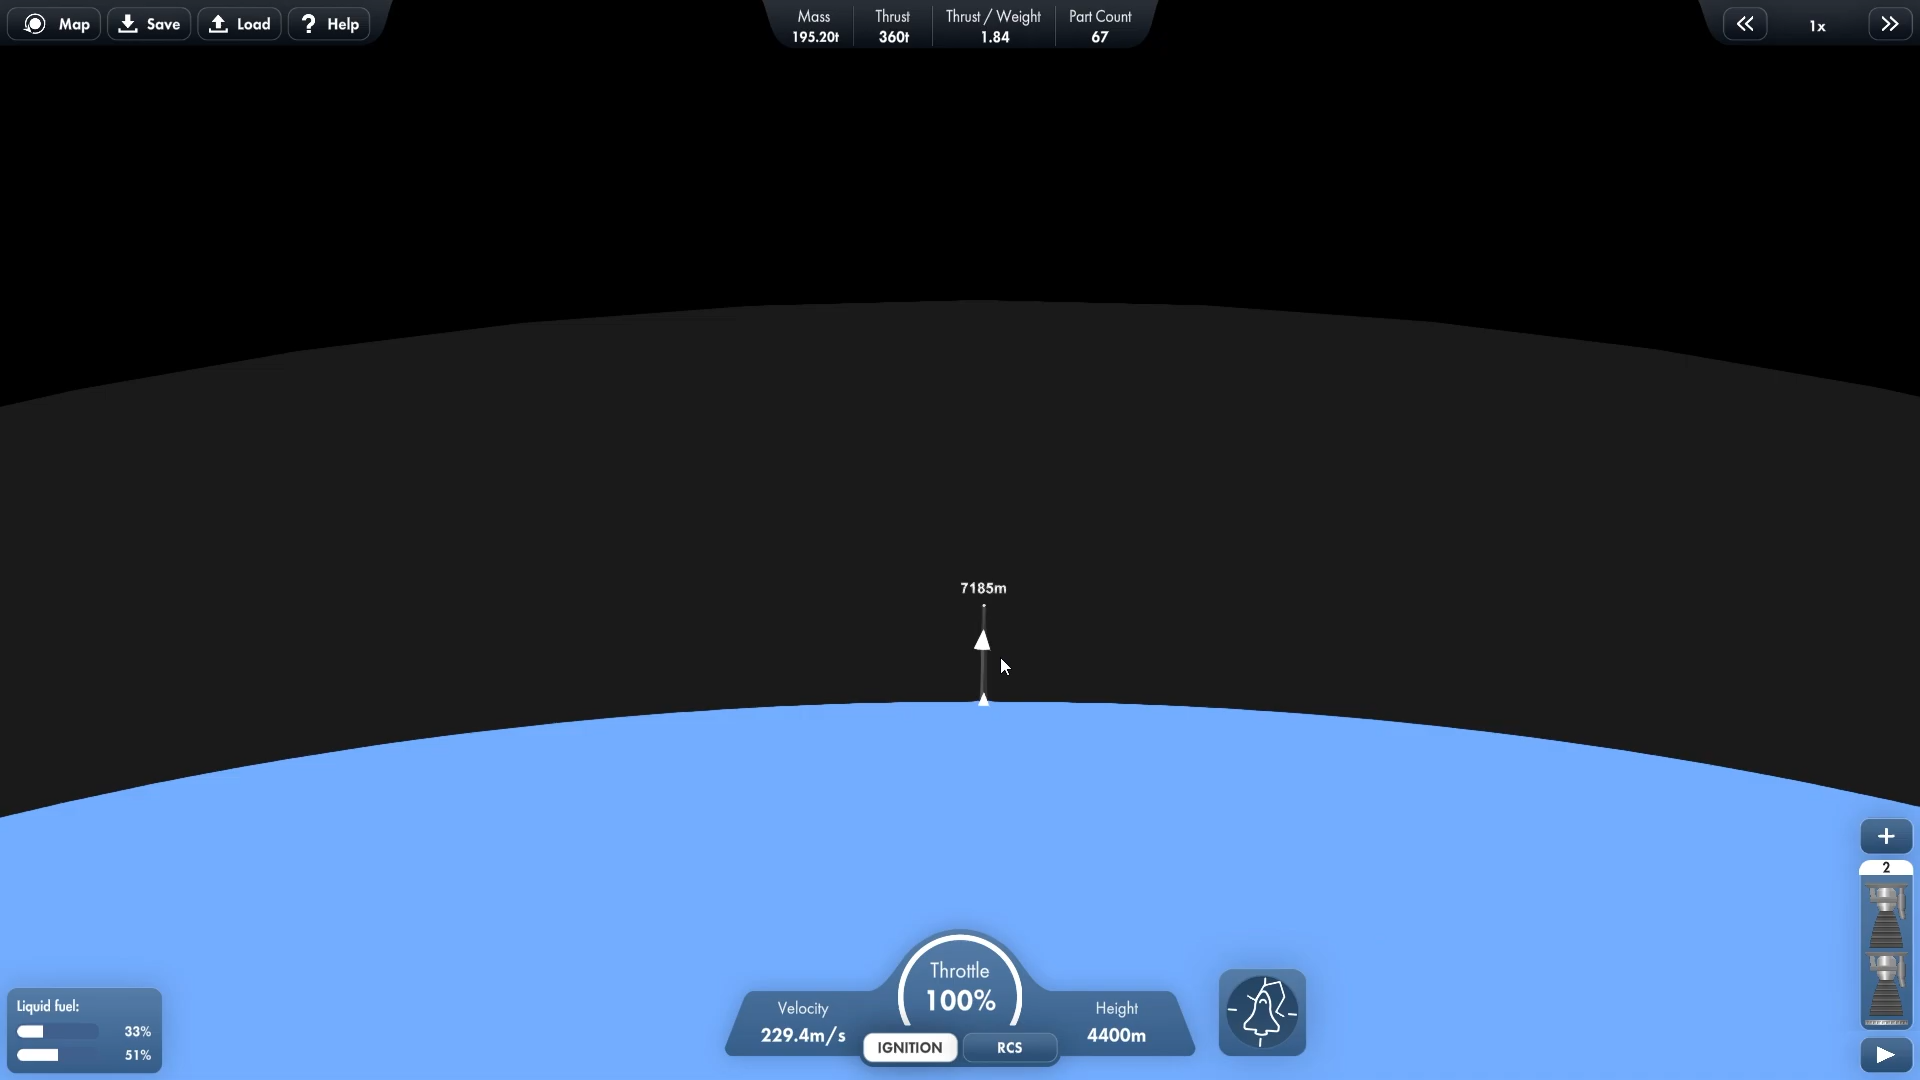 Map
Save
Load
Help
Mass
195.20t
Thrust
360t
Thrust / Weight
1.84
Part Count
67
1x
7185m
2
Liquid fuel:
33%
51%
Velocity
229.4m/s
Throttle
100%
IGNITION
RCS
Height
4400m